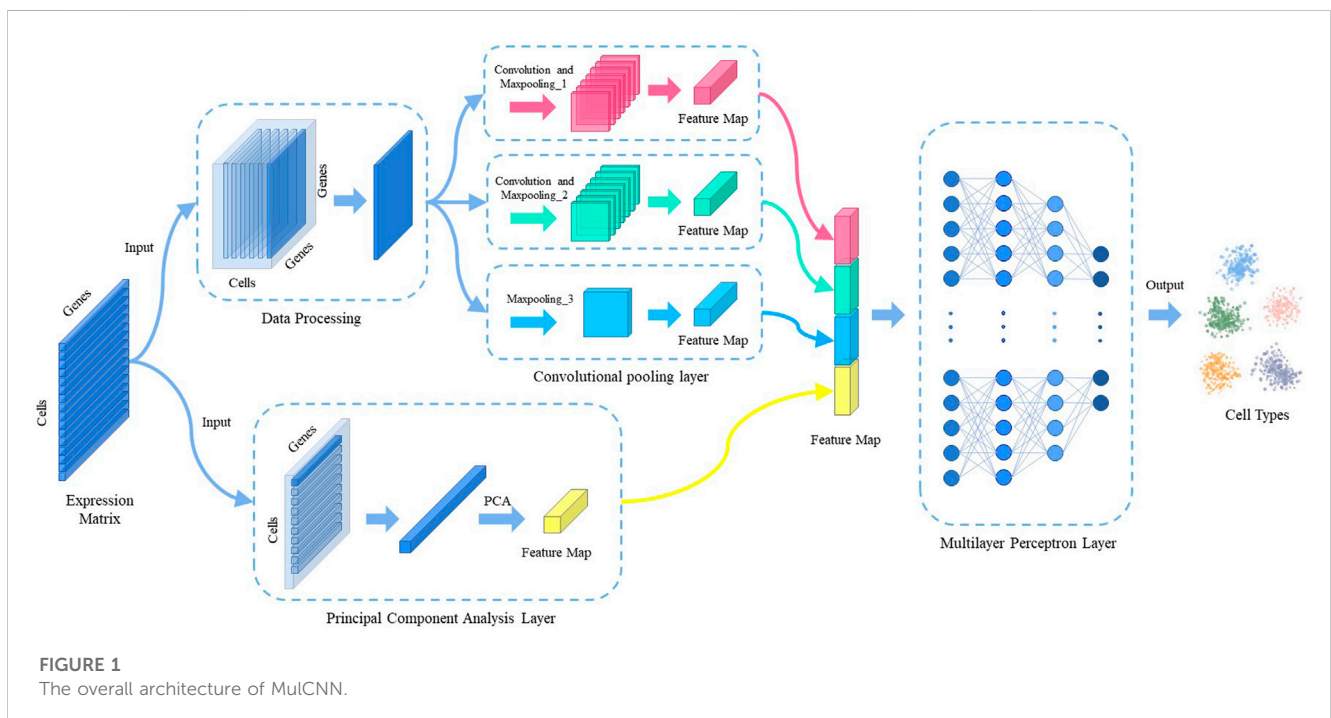 Genes
Cells
Expression
Matrix
Input
Input
Genes
Genes
Cells
Data Processing
Convolution and
Maxpooling_1
Feature Map
Convolution and
Maxpooling_2
Feature Map
Maxpooling_3
Feature Map
Convolutional pooling layer
Genes
Cells
PCA
Feature Map
Principal Component Analysis Layer
Feature Map
Multilayer Perceptron Layer
Output
Cell Types
FIGURE 1
The overall architecture of MulCNN.